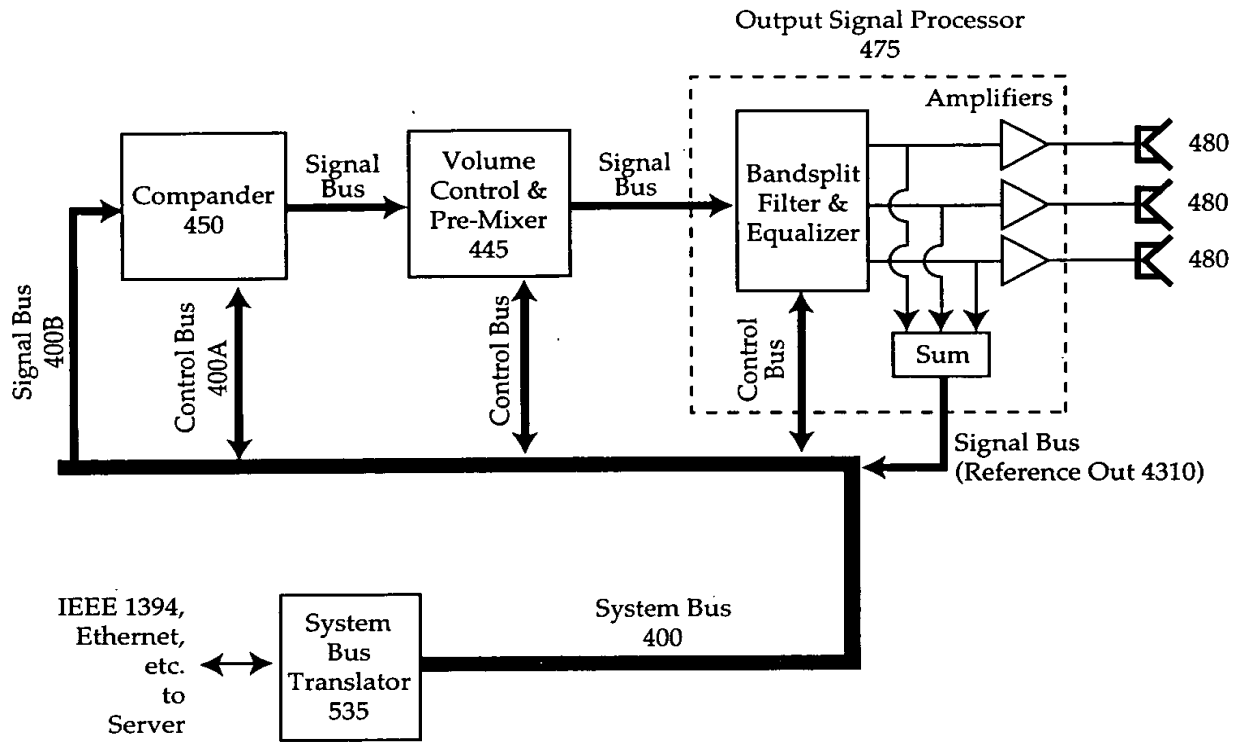 Output Signal Processor
475
Amplifiers
Compander
450
Signal
Bus
Volume
Control &
Pre-Mixer
445
Signal
Bus
Bandsplit
Filter &
Equalizer
480
480
480
Signal Bus
400B
Control Bus
400A
Control Bus
Control
Bus
Sum
Signal Bus
(Reference Out 4310)
IEEE 1394,
Ethernet,
etc.
to
Server
System
Bus
Translator
535
System Bus
400